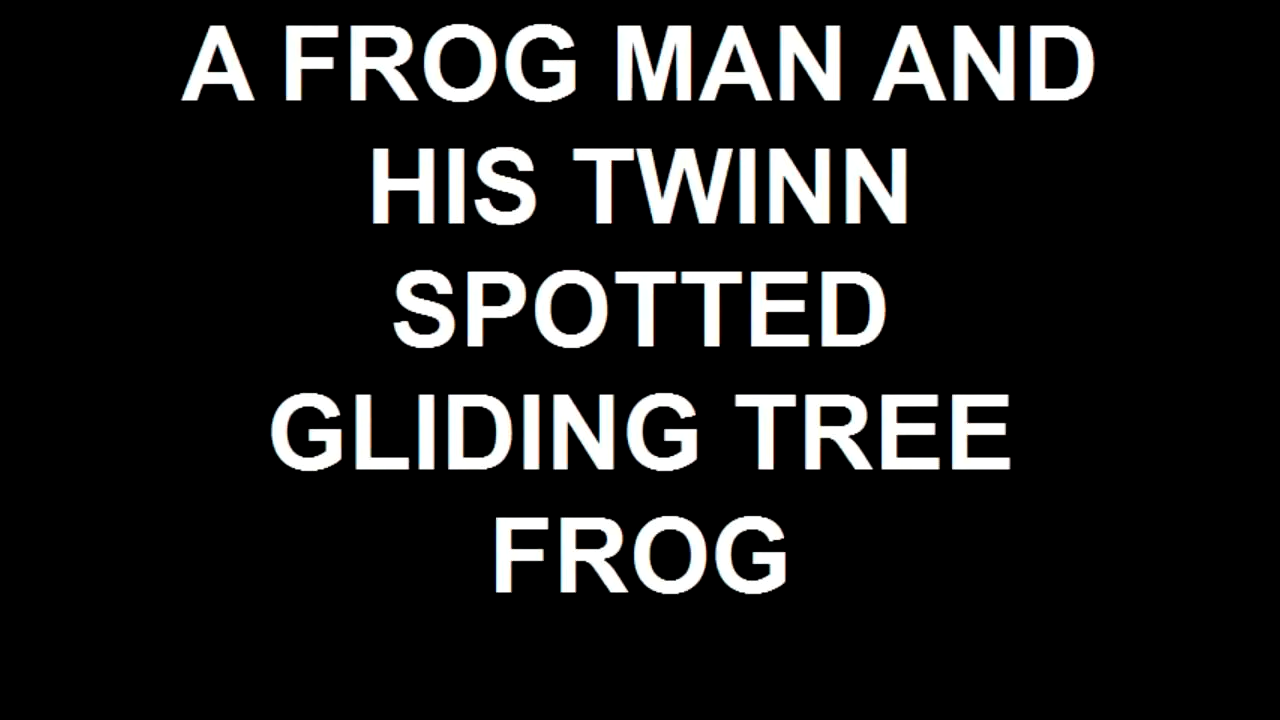 A FROG MAN AND
HIS TWINN
SPOTTED
GLIDING TREE
FROG